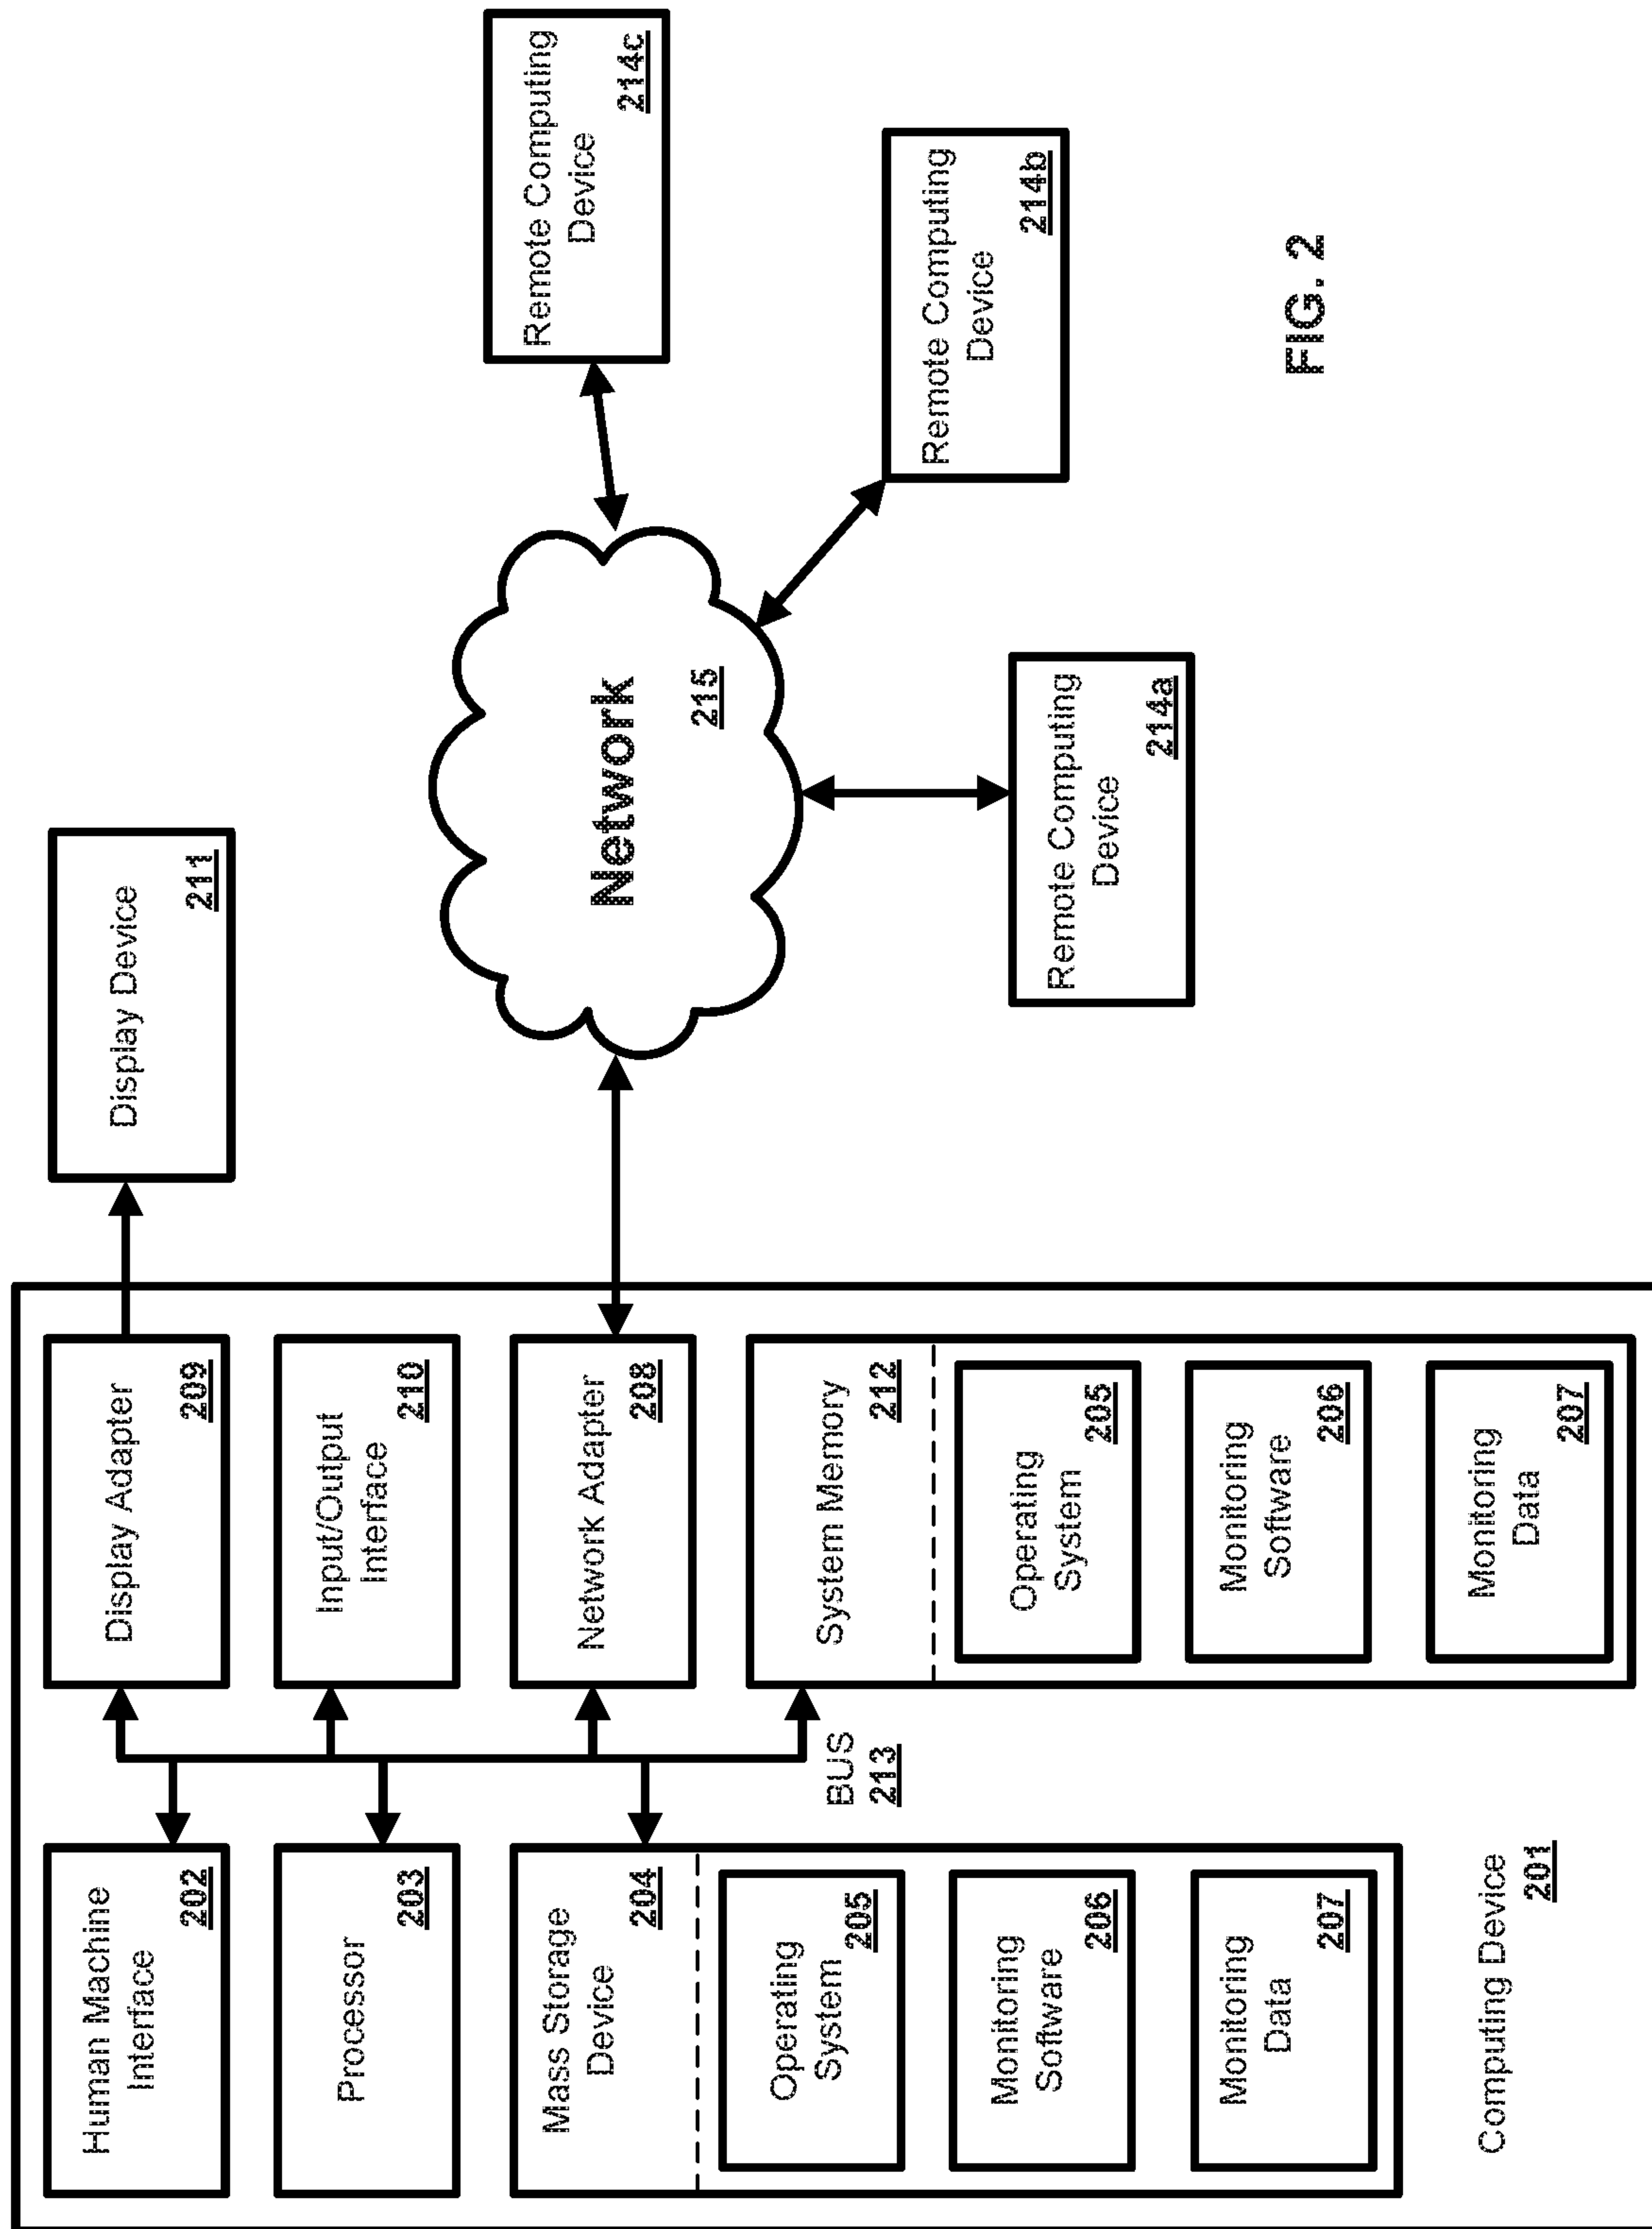 Human Machine
Interface
202
Processor
203
Mass Storage
Device
204
Operating
System
205
Monitoring
Software
206
Monitoring
Data
207
Computing Device
201
BUS
213
Display Adapter
209
Input/Output
Interface
210
Network Adapter
208
System Memory
212
Operating
System
205
Monitoring
Software
206
Monitoring
Data
207
Display Device
211
Network
215
Remote Computing
Device
214a
Remote Computing
Device
214b
Remote Computing
Device
214c
FIG. 2